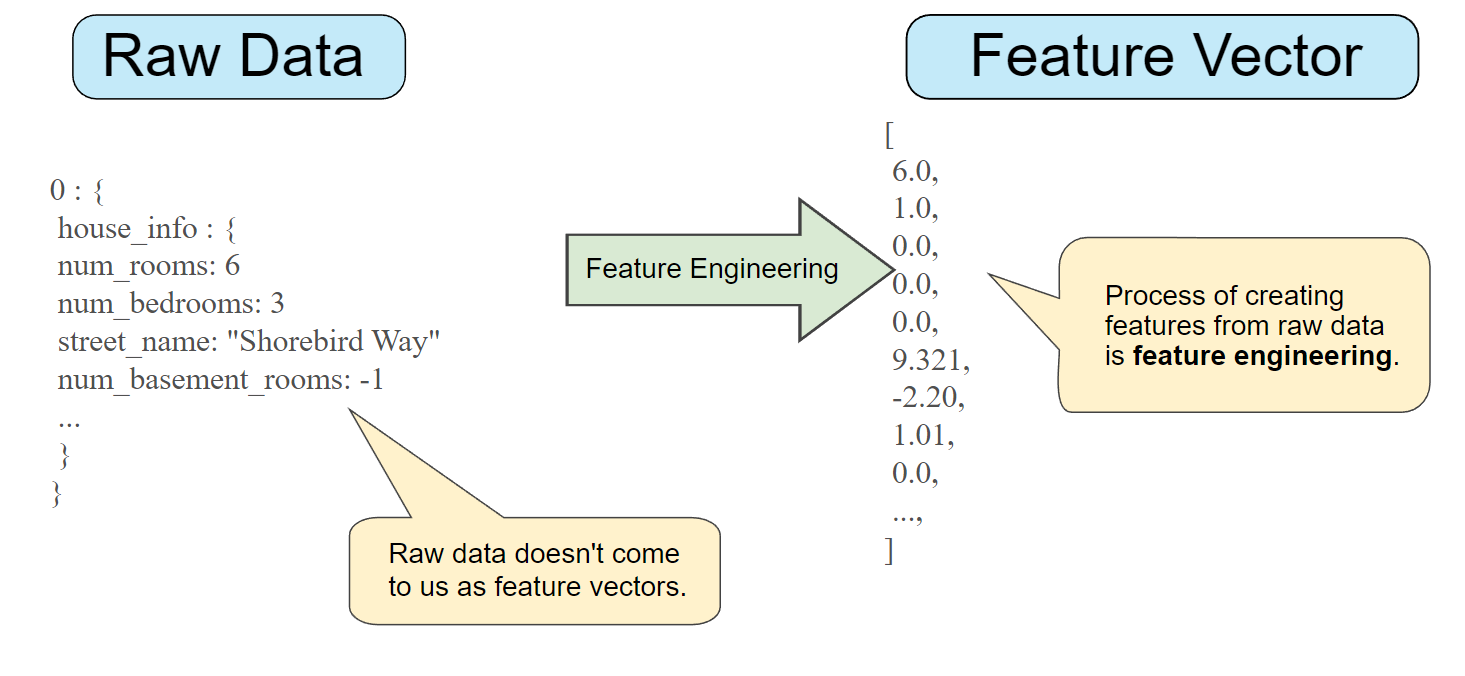 Raw Data
0 : {
house_info : {
num_rooms: 6
num_bedrooms: 3
street_name: "Shorebird Way"
num_basement_rooms: -1
...
}
}
Raw data doesn't come
to us as feature vectors.
Feature Engineering
Feature Vector
[
6.0,
1.0,
0.0,
0.0,
0.0,
9.321,
-2.20,
1.01,
0.0,
...,
]
Process of creating
features from raw data
is feature engineering.